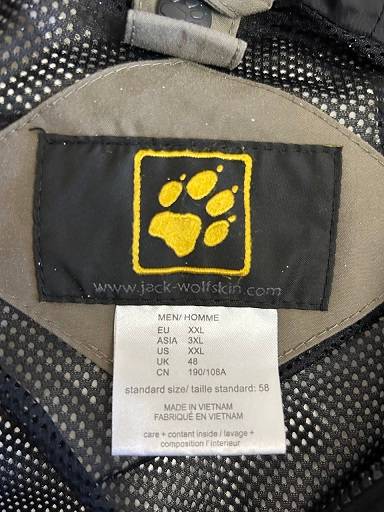 www.jack-wolfskin.com
MEN/ HOMME
EU XXL
ASIA 3XL
US XXL
UK 48
CN 190/108A
standard size/ taille standard: 58
MADE IN VIETNAM
FABRIQUÉ EN VIETNAM
care + content inside / lavage +
composition l'interieur